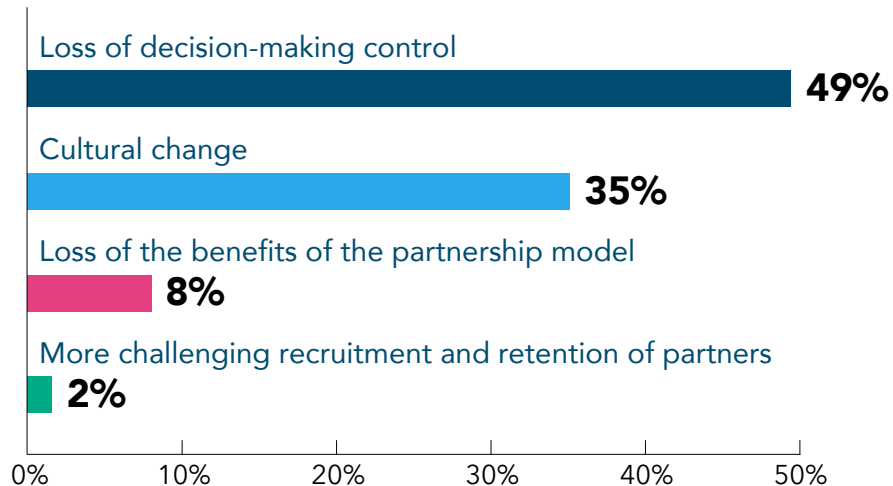 Loss of decision-making control
49%
Cultural change
35%
Loss of the benefits of the partnership model
8%
More challenging recruitment and retention of partners
2%
0% 10% 20% 30% 40% 50%